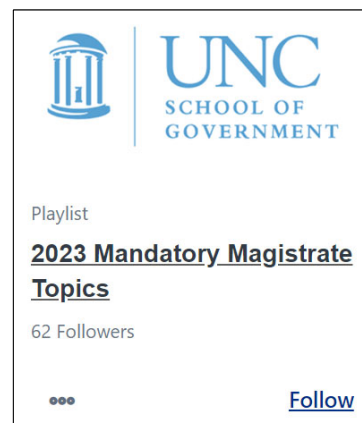 UNC
SCHOOL OF
GOVERNMENT
Playlist
2023 Mandatory Magistrate
Topics
62 Followers
Follow